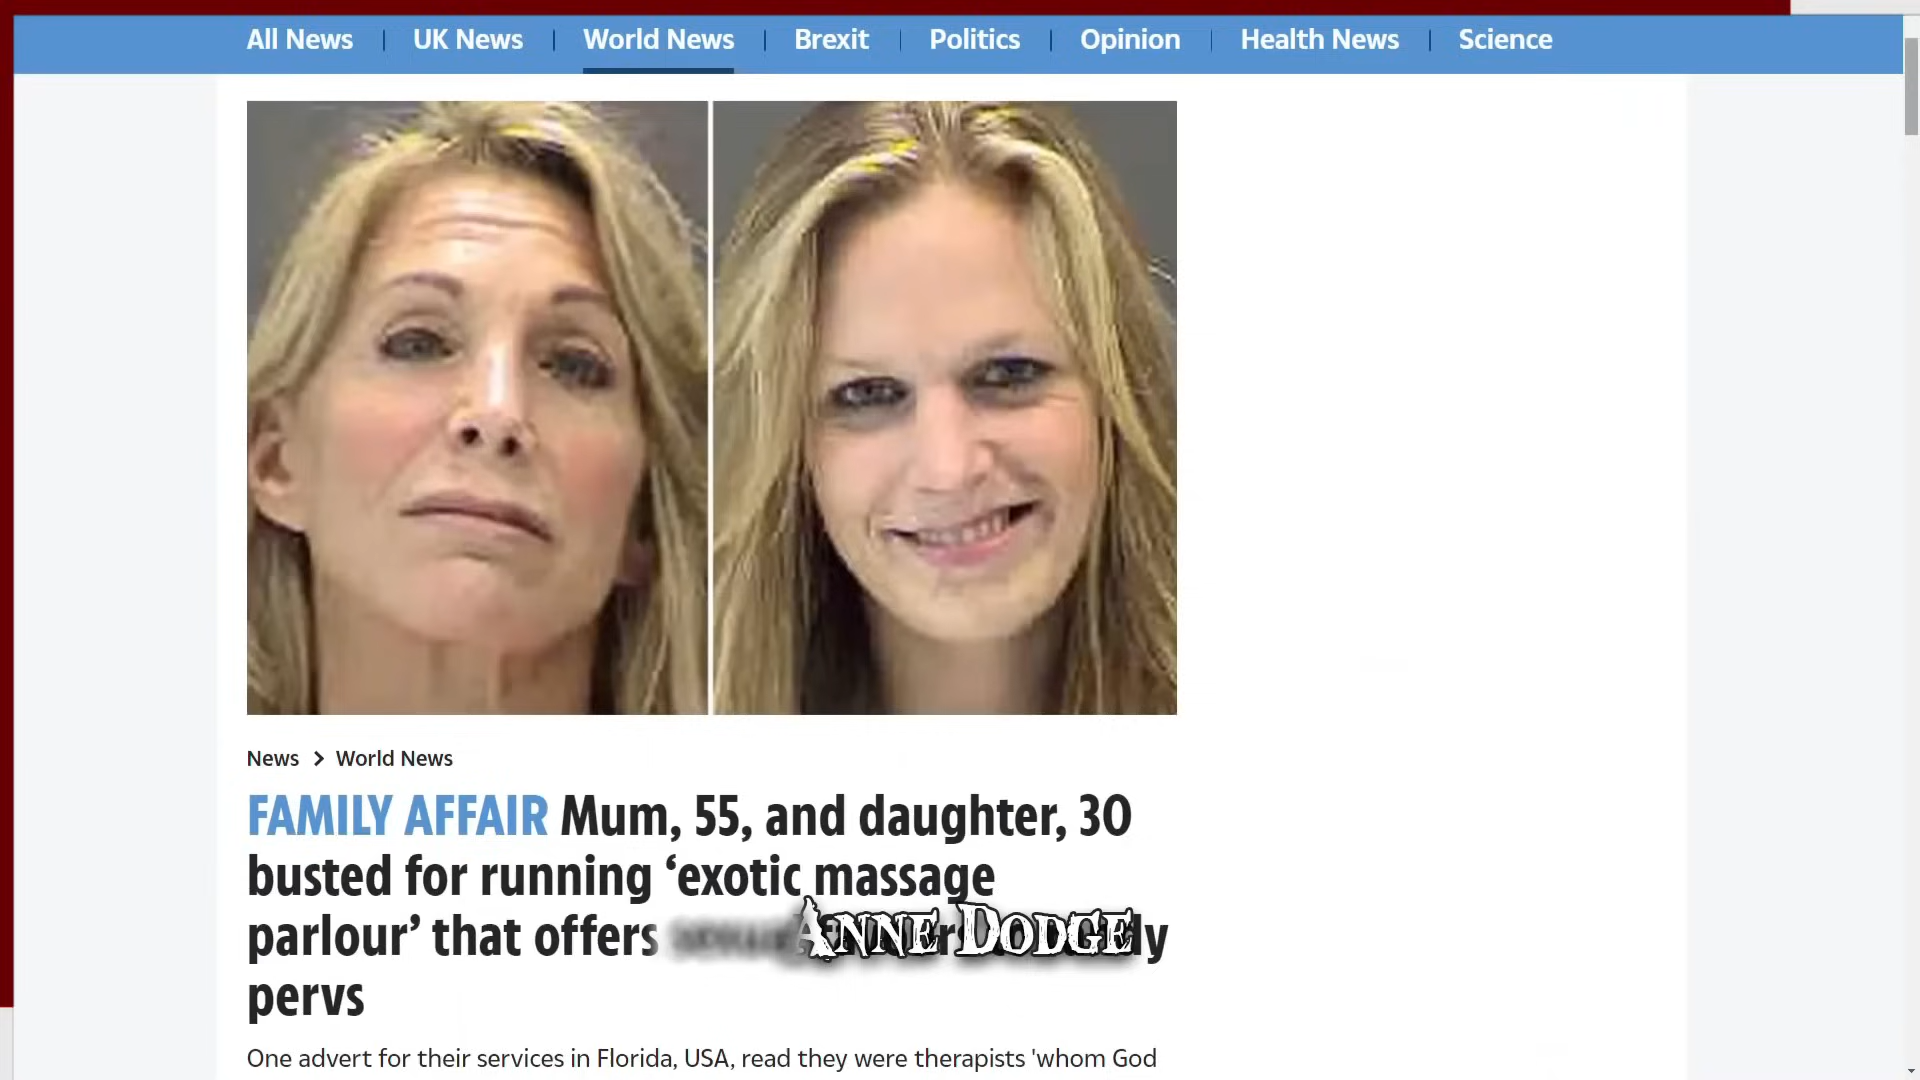 All News UK News World News Brexit Politics Opinion Health News Science
News > World News
FAMILY AFFAIR Mum, 55, and daughter, 30
busted for running ‘exotic massage
parlour’ that offers
ANNE DODGE
pervs
One advert for their services in Florida, USA, read they were therapists 'whom God